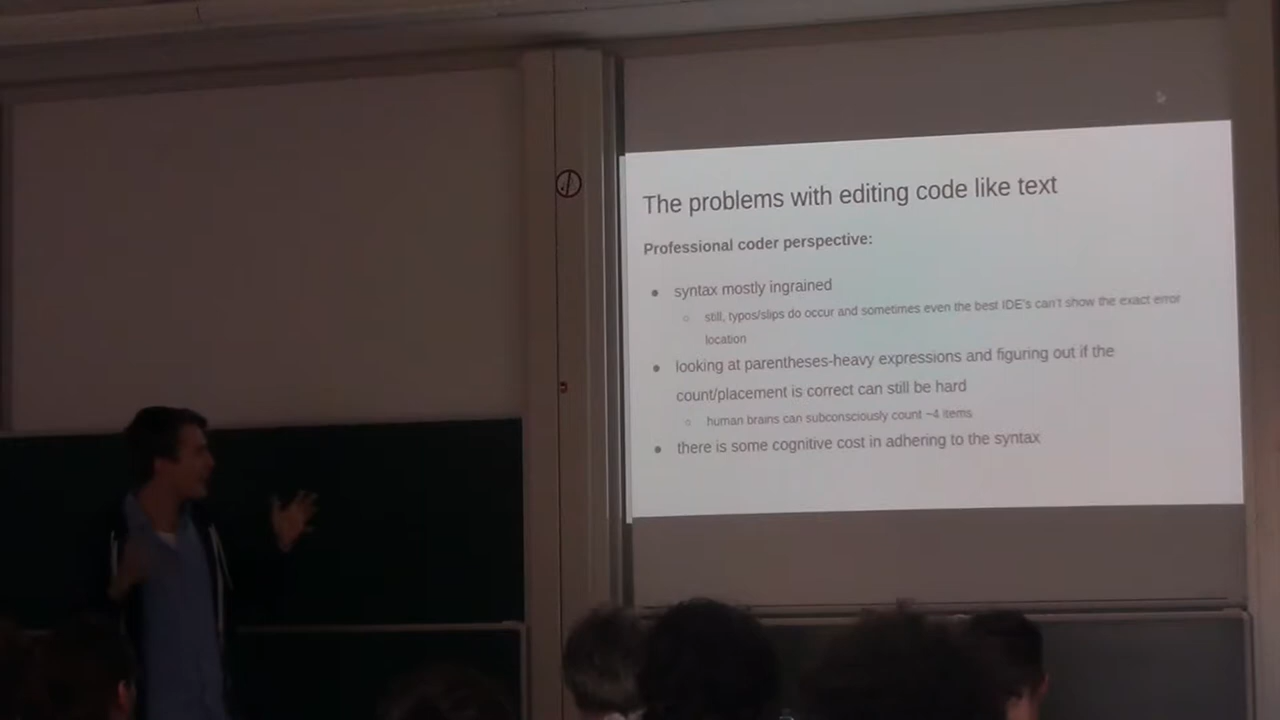 The problems with editing code like text
Professional coder perspective:
● syntax mostly ingrained
○ still, typos/slips do occur and sometimes even the best IDE's can't show the exact error
location
● looking at parentheses-heavy expressions and figuring out if the
count/placement is correct can still be hard
○ human brains can subconsciously count ~4 items
● there is some cognitive cost in adhering to the syntax